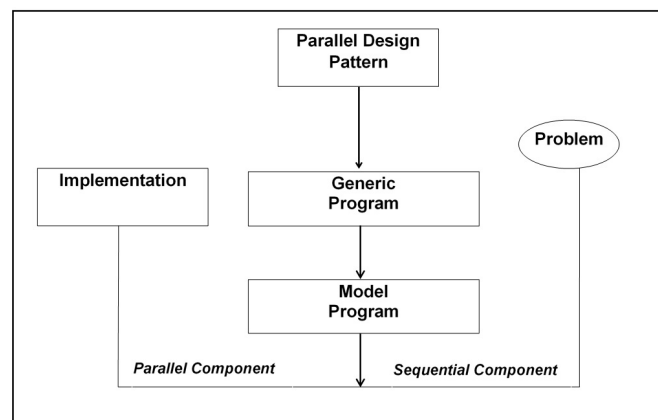 Parallel Design
Pattern
Problem
Implementation
Generic
Program
Model
Program
Parallel Component
Sequential Component